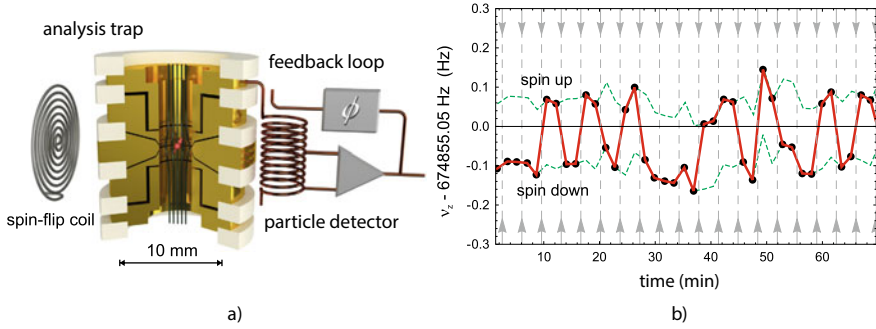 analysis trap
feedback loop
ϕ
spin-flip coil
particle detector
10 mm
a)
0.3
0.2
0.1
0.0
-0.1
-0.2
-0.3
ν_z - 674855.05 Hz (Hz)
spin up
spin down
10 20 30 40 50 60
time (min)
b)